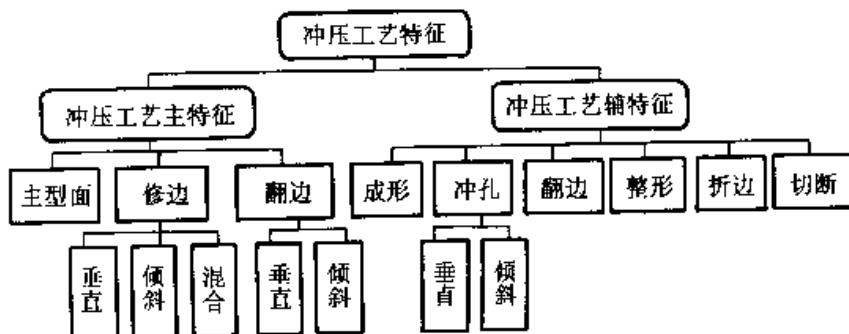 冲压工艺特征
冲压工艺主特征
冲压工艺辅特征
主型面
修边
翻边
成形
冲孔
翻边
整形
折边
切断
垂直
倾斜
混合
垂直
倾斜
垂直
倾斜